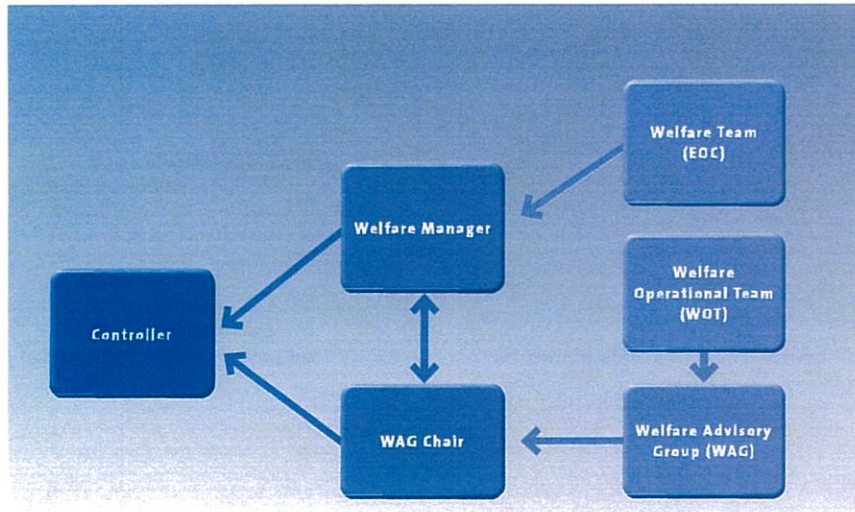 Welfare Team
(EOC)
Welfare Manager
Welfare
Operational Team
(WOT)
Controller
WAG Chair
Welfare Advisory
Group (WAG)